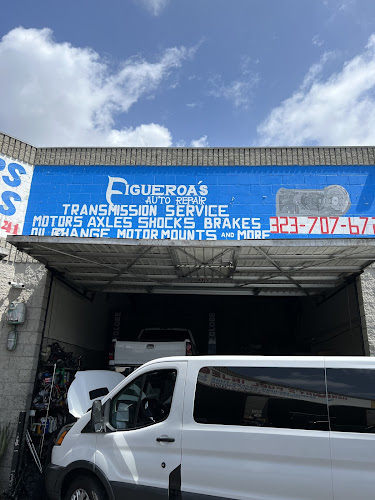 FIGUEROA'S
AUTO REPAIR
TRANSMISSION SERVICE
MOTORS AXLES SHOCKS BRAKES
OIL CHANGE MOTOR MOUNTS AND MORE
323-707-67